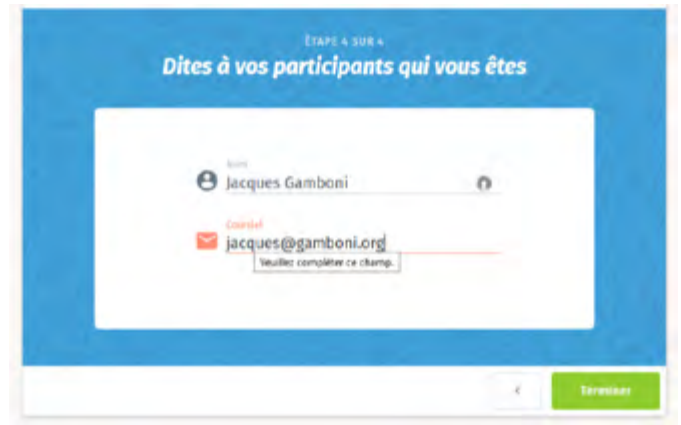 ÉTAPE 4 SUR 4
Dites à vos participants qui vous êtes
Nom
Jacques Gamboni
Courriel
jacques@gamboni.org
Veuillez compléter ce champ.
Terminer